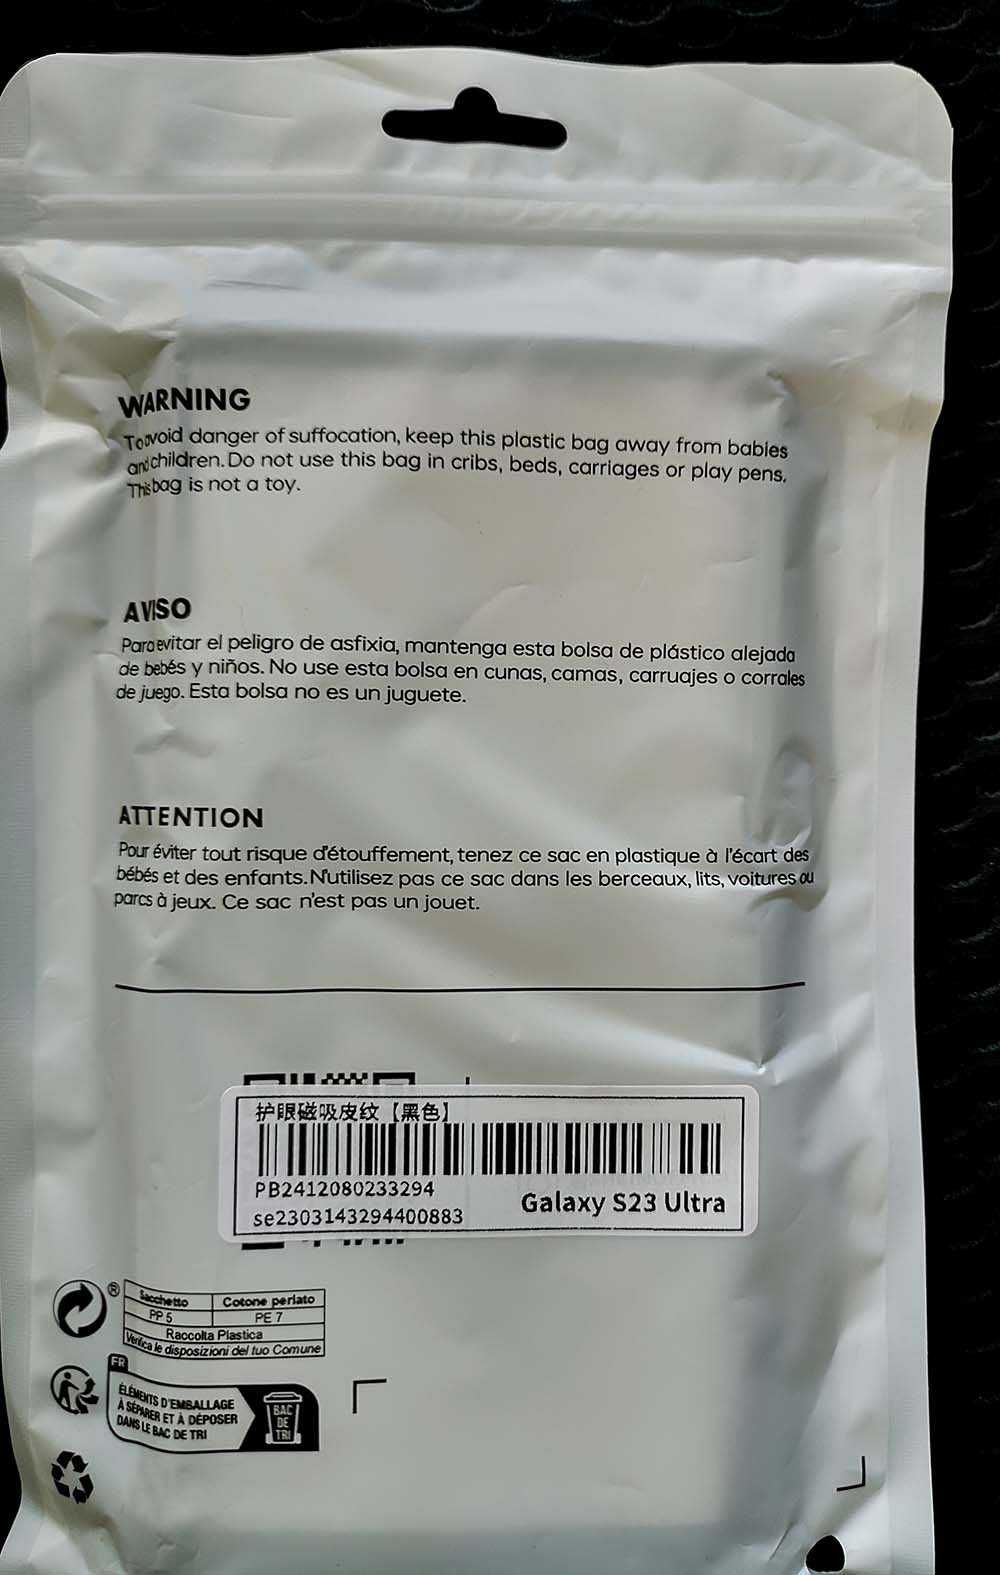 WARNING
To avoid danger of suffocation, keep this plastic bag away from babies
and children. Do not use this bag in cribs, beds, carriages or play pens.
This bag is not a toy.
AVISO
Para evitar el peligro de asfixia, mantenga esta bolsa de plástico alejada
de bebés y niños. No use esta bolsa en cunas, camas, carruajes o corrales
de juego. Esta bolsa no es un juguete.
ATTENTION
Pour éviter tout risque d'étouffement, tenez ce sac en plastique à l'écart des
bébés et des enfants. N'utilisez pas ce sac dans les berceaux, lits, voitures ou
parcs à jeux. Ce sac n'est pas un jouet.
护眼磁吸皮纹【黑色】
PB2412080233294
se2303143294400883
Galaxy S23 Ultra
®
Sacchetto Cotone perlato
PP 5 PE 7
Raccolta Plastica
Verifica le disposizioni del tuo Comune
FR
ÉLÉMENTS D'EMBALLAGE
À SÉPARER ET À DÉPOSER
DANS LE BAC DE TRI
BAC
DE
TRI